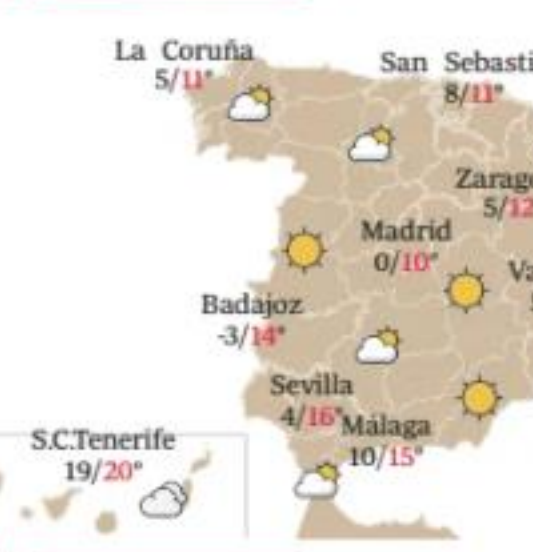 La Coruña
5/11°
San Sebasti
8/11°
Zarag
5/12
Madrid
0/10°
Va
Badajoz
-3/14°
Sevilla
4/16°
Málaga
10/15°
S.C.Tenerife
19/20°